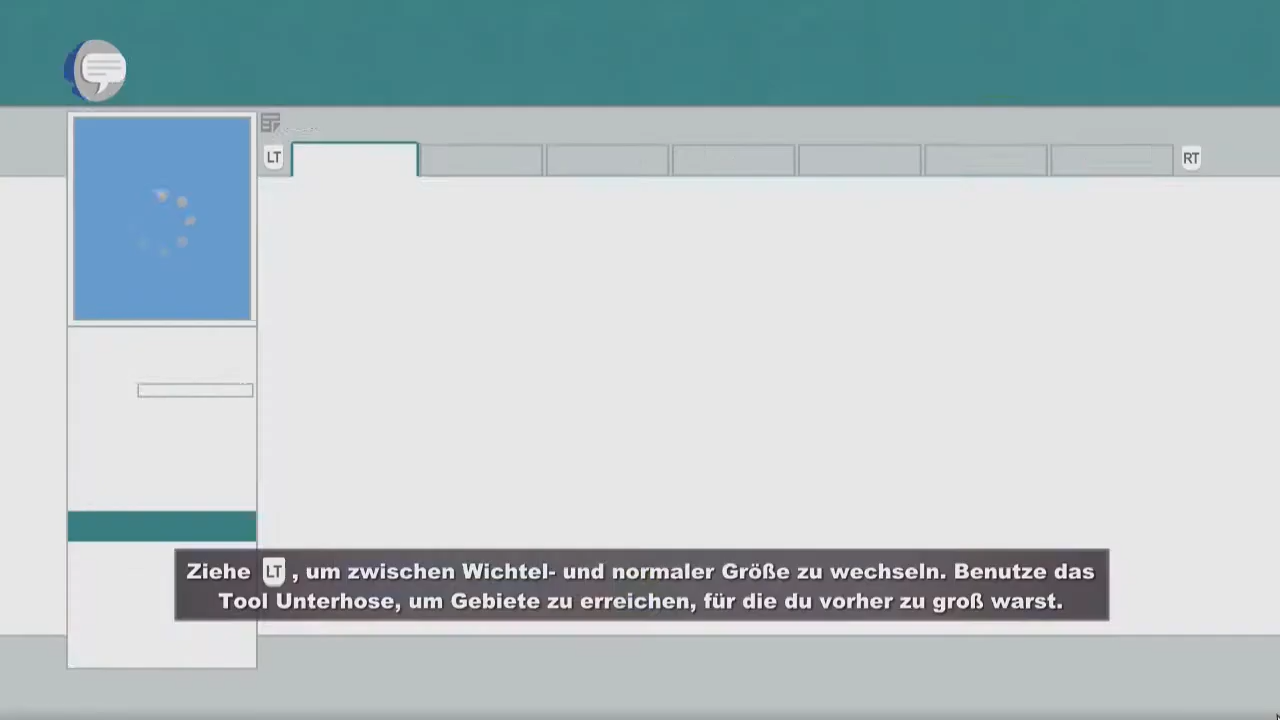 LT
RT
Ziehe LT, um zwischen Wichtel- und normaler Größe zu wechseln. Benutze das
Tool Unterhose, um Gebiete zu erreichen, für die du vorher zu groß warst.